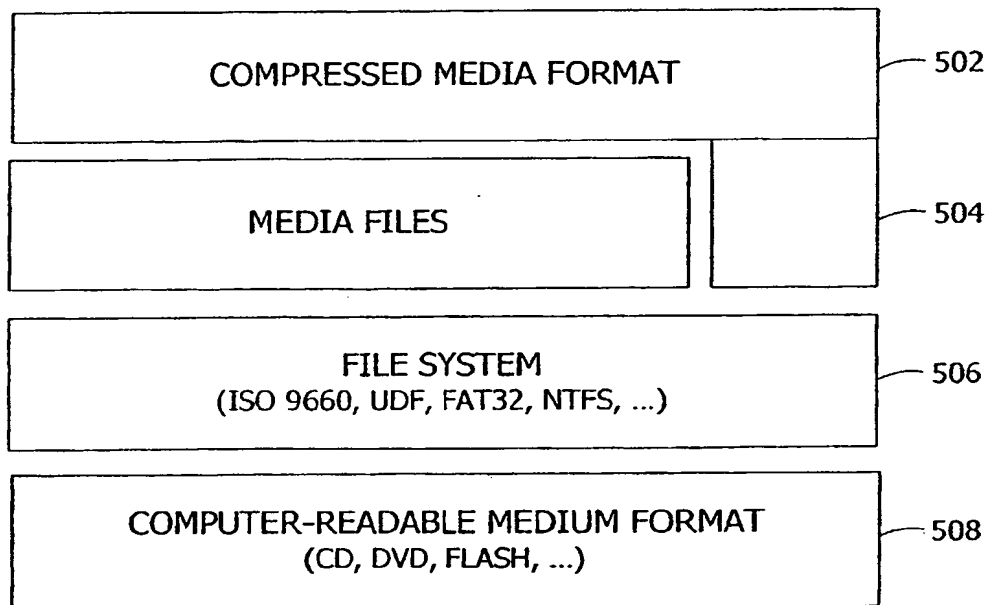 COMPRESSED MEDIA FORMAT
502
MEDIA FILES
504
FILE SYSTEM
(ISO 9660, UDF, FAT32, NTFS, ...)
506
COMPUTER-READABLE MEDIUM FORMAT
(CD, DVD, FLASH, ...)
508